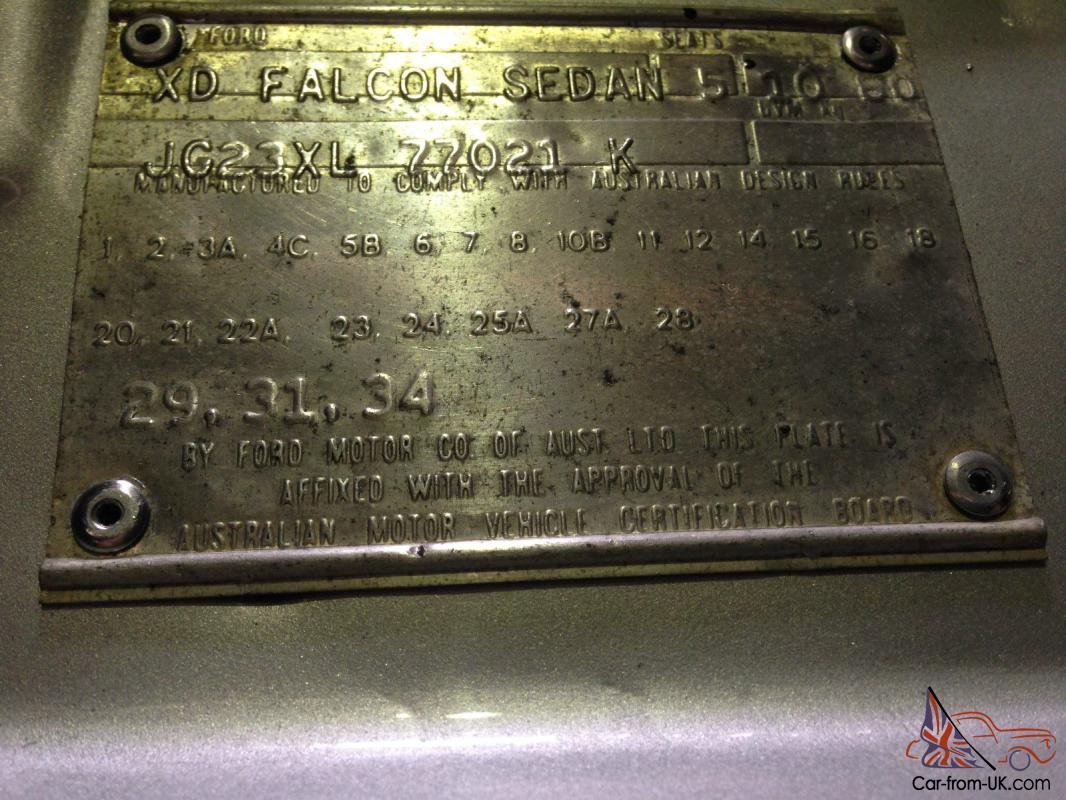 FORD SEATS
XD FALCON SEDAN 5 10 80
JG23XL 77021 K
MANUFACTURED TO COMPLY WITH AUSTRALIAN DESIGN RULES
1, 2, 3A, 4C, 5B, 6, 7, 8, 10B, 11, 12, 14, 15, 16, 18
20, 21, 22A, 23, 24, 25A, 27A, 28
29, 31, 34
BY FORD MOTOR CO OF AUST LTD THIS PLATE IS
AFFIXED WITH THE APPROVAL OF THE
AUSTRALIAN MOTOR VEHICLE CERTIFICATION BOARD
Car-from-UK.com